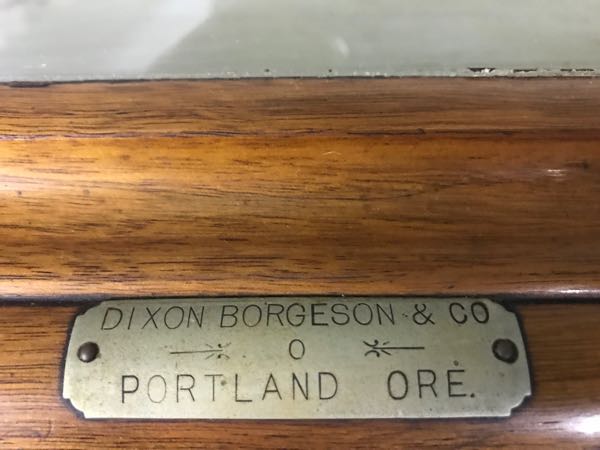 DIXON BORGESON & CO
O
PORTLAND ORE.